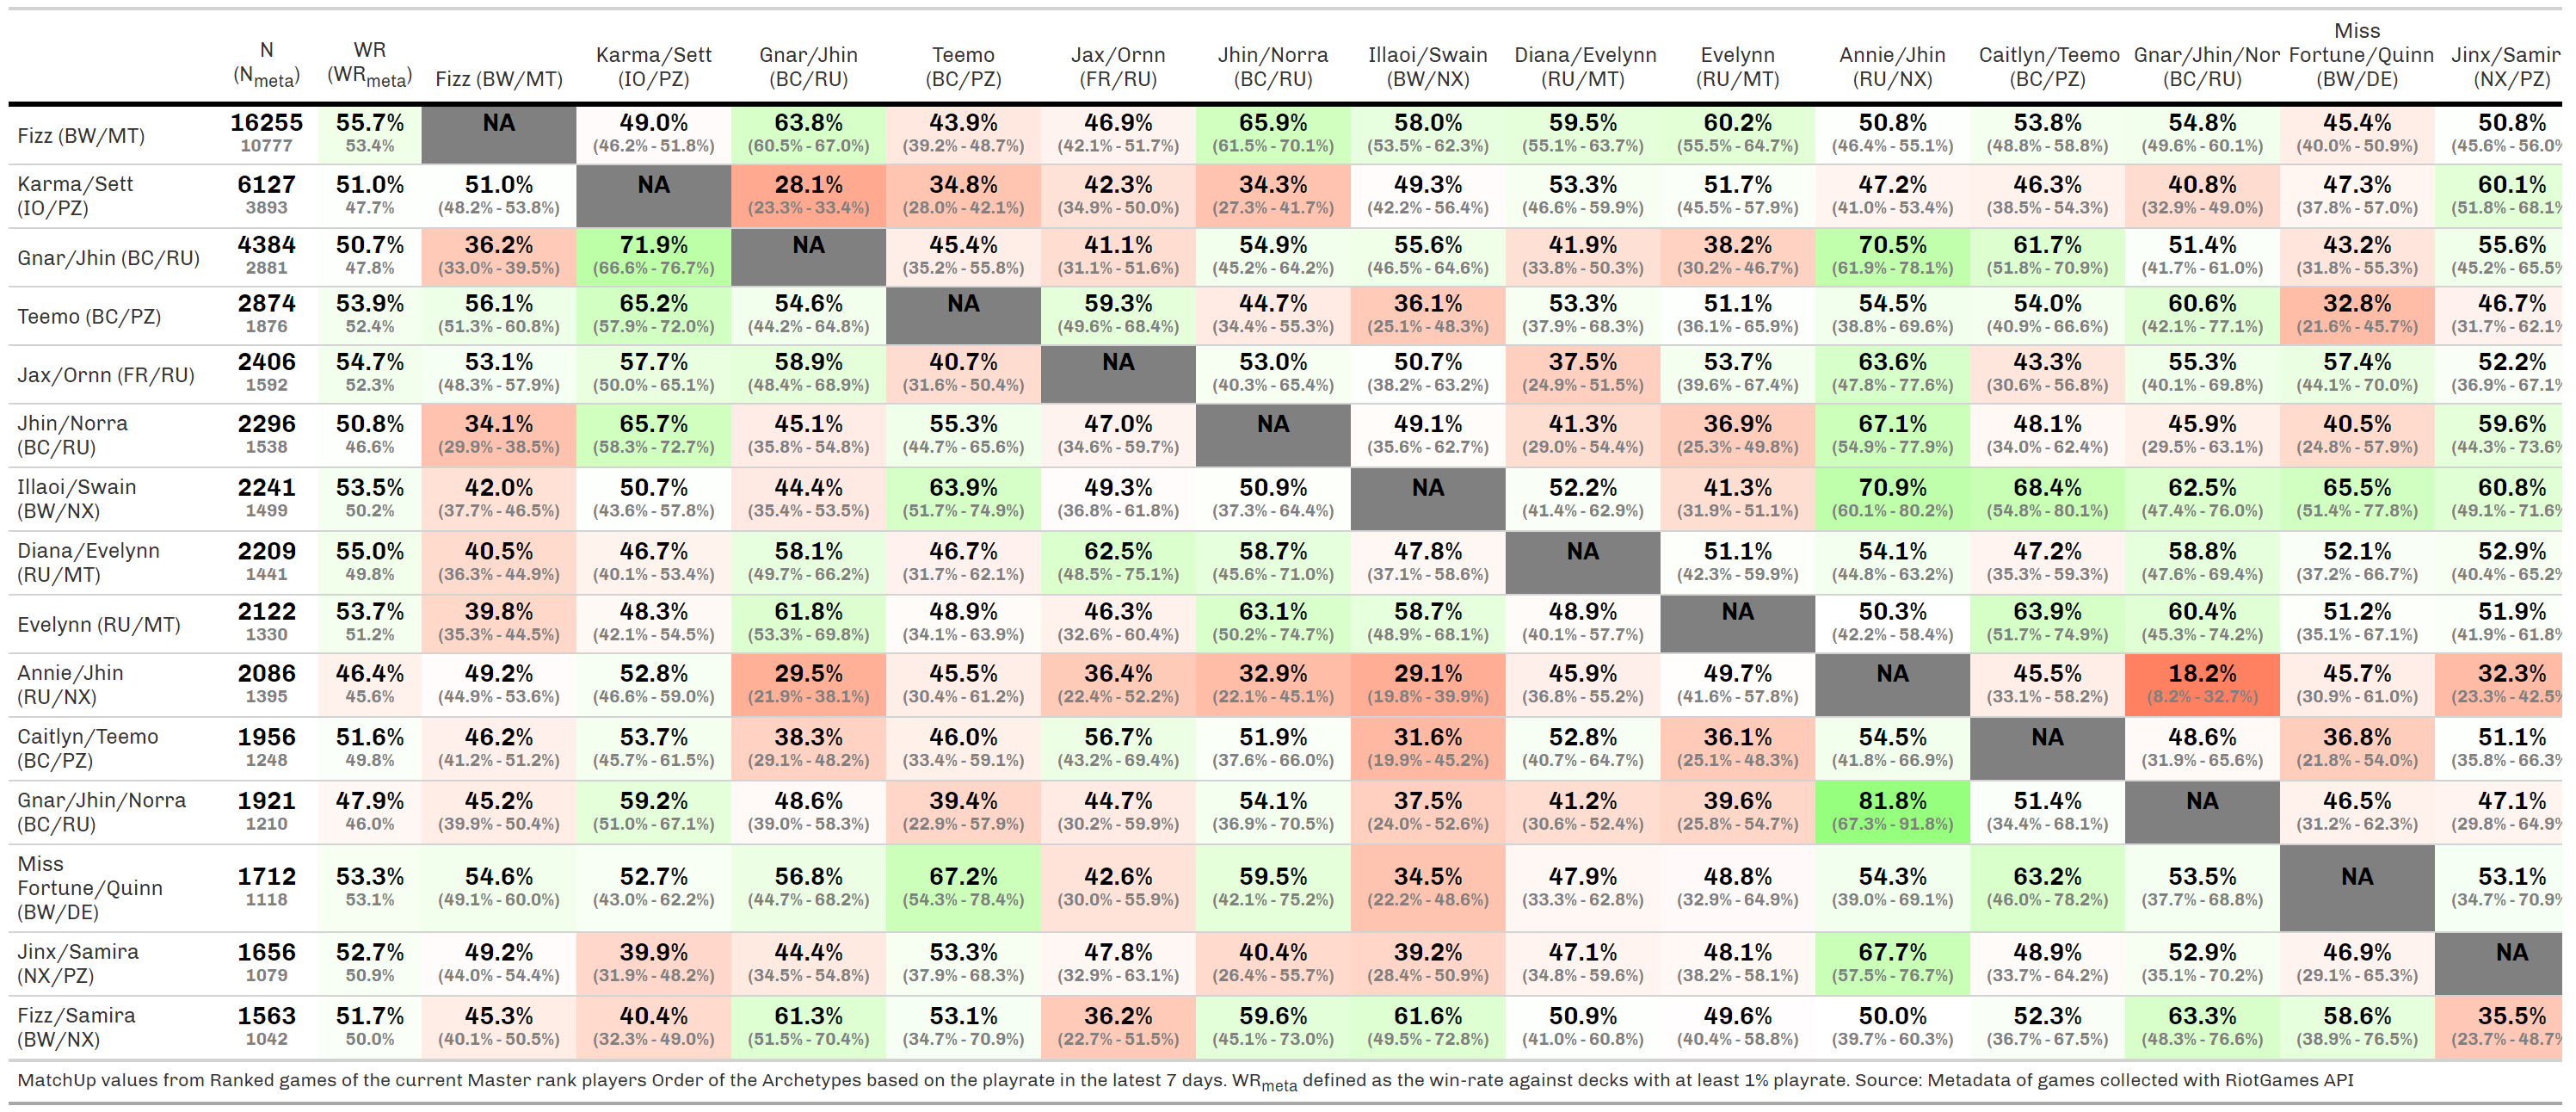 N (N_meta) WR (WR_meta) Fizz (BW/MT) Karma/Sett (IO/PZ) Gnar/Jhin (BC/RU) Teemo (BC/PZ) Jax/Ornn (FR/RU) Jhin/Norra (BC/RU) Illaoi/Swain (BW/NX) Diana/Evelynn (RU/MT) Evelynn (RU/MT) Annie/Jhin (RU/NX) Caitlyn/Teemo (BC/PZ) Gnar/Jhin/Nor (BC/RU) Miss Fortune/Quinn (BW/DE) Jinx/Samir (NX/PZ)
Fizz (BW/MT) 16255 55.7% NA 49.0% 63.8% 43.9% 46.9% 65.9% 58.0% 59.5% 60.2% 50.8% 53.8% 54.8% 45.4% 50.8%
10777 53.4% (46.2% - 51.8%) (60.5% - 67.0%) (39.2% - 48.7%) (42.1% - 51.7%) (61.5% - 70.1%) (53.5% - 62.3%) (55.1% - 63.7%) (55.5% - 64.7%) (46.4% - 55.1%) (48.8% - 58.8%) (49.6% - 60.1%) (40.0% - 50.9%) (45.6% - 56.0%
Karma/Sett 6127 51.0% 51.0% NA 28.1% 34.8% 42.3% 34.3% 49.3% 53.3% 51.7% 47.2% 46.3% 40.8% 47.3% 60.1%
(IO/PZ) 3893 47.7% (48.2% - 53.8%) (23.3% - 33.4%) (28.0% - 42.1%) (34.9% - 50.0%) (27.3% - 41.7%) (42.2% - 56.4%) (46.6% - 59.9%) (45.5% - 57.9%) (41.0% - 53.4%) (38.5% - 54.3%) (32.9% - 49.0%) (37.8% - 57.0%) (51.8% - 68.1%
Gnar/Jhin (BC/RU) 4384 50.7% 36.2% 71.9% NA 45.4% 41.1% 54.9% 55.6% 41.9% 38.2% 70.5% 61.7% 51.4% 43.2% 55.6%
2881 47.8% (33.0% - 39.5%) (66.6% - 76.7%) (35.2% - 55.8%) (31.1% - 51.6%) (45.2% - 64.2%) (46.5% - 64.6%) (33.8% - 50.3%) (30.2% - 46.7%) (61.9% - 78.1%) (51.8% - 70.9%) (41.7% - 61.0%) (31.8% - 55.3%) (45.2% - 65.5%
Teemo (BC/PZ) 2874 53.9% 56.1% 65.2% 54.6% NA 59.3% 44.7% 36.1% 53.3% 51.1% 54.5% 54.0% 60.6% 32.8% 46.7%
1876 52.4% (51.3% - 60.8%) (57.9% - 72.0%) (44.2% - 64.8%) (49.6% - 68.4%) (34.4% - 55.3%) (25.1% - 48.3%) (37.9% - 68.3%) (36.1% - 65.9%) (38.8% - 69.6%) (40.9% - 66.6%) (42.1% - 77.1%) (21.6% - 45.7%) (31.7% - 62.1%
Jax/Ornn (FR/RU) 2406 54.7% 53.1% 57.7% 58.9% 40.7% NA 53.0% 50.7% 37.5% 53.7% 63.6% 43.3% 55.3% 57.4% 52.2%
1592 52.3% (48.3% - 57.9%) (50.0% - 65.1%) (48.4% - 68.9%) (31.6% - 50.4%) (40.3% - 65.4%) (38.2% - 63.2%) (24.9% - 51.5%) (39.6% - 67.4%) (47.8% - 77.6%) (30.6% - 56.8%) (40.1% - 69.8%) (44.1% - 70.0%) (36.9% - 67.1%
Jhin/Norra 2296 50.8% 34.1% 65.7% 45.1% 55.3% 47.0% NA 49.1% 41.3% 36.9% 67.1% 48.1% 45.9% 40.5% 59.6%
(BC/RU) 1538 46.6% (29.9% - 38.5%) (58.3% - 72.7%) (35.8% - 54.8%) (44.7% - 65.6%) (34.6% - 59.7%) (35.6% - 62.7%) (29.0% - 54.4%) (25.3% - 49.8%) (54.9% - 77.9%) (34.0% - 62.4%) (29.5% - 63.1%) (24.8% - 57.9%) (44.3% - 73.6%
Illaoi/Swain 2241 53.5% 42.0% 50.7% 44.4% 63.9% 49.3% 50.9% NA 52.2% 41.3% 70.9% 68.4% 62.5% 65.5% 60.8%
(BW/NX) 1499 50.2% (37.7% - 46.5%) (43.6% - 57.8%) (35.4% - 53.5%) (51.7% - 74.9%) (36.8% - 61.8%) (37.3% - 64.4%) (41.4% - 62.9%) (31.9% - 51.1%) (60.1% - 80.2%) (54.8% - 80.1%) (47.4% - 76.0%) (51.4% - 77.8%) (49.1% - 71.6%
Diana/Evelynn 2209 55.0% 40.5% 46.7% 58.1% 46.7% 62.5% 58.7% 47.8% NA 51.1% 54.1% 47.2% 58.8% 52.1% 52.9%
(RU/MT) 1441 49.8% (36.3% - 44.9%) (40.1% - 53.4%) (49.7% - 66.2%) (31.7% - 62.1%) (48.5% - 75.1%) (45.6% - 71.0%) (37.1% - 58.6%) (42.3% - 59.9%) (44.8% - 63.2%) (35.3% - 59.3%) (47.6% - 69.4%) (37.2% - 66.7%) (40.4% - 65.2%
Evelynn (RU/MT) 2122 53.7% 39.8% 48.3% 61.8% 48.9% 46.3% 63.1% 58.7% 48.9% NA 50.3% 63.9% 60.4% 51.2% 51.9%
1330 51.2% (35.3% - 44.5%) (42.1% - 54.5%) (53.3% - 69.8%) (34.1% - 63.9%) (32.6% - 60.4%) (50.2% - 74.7%) (48.9% - 68.1%) (40.1% - 57.7%) (42.2% - 58.4%) (51.7% - 74.9%) (45.3% - 74.2%) (35.1% - 67.1%) (41.9% - 61.8%
Annie/Jhin 2086 46.4% 49.2% 52.8% 29.5% 45.5% 36.4% 32.9% 29.1% 45.9% 49.7% NA 45.5% 18.2% 45.7% 32.3%
(RU/NX) 1395 45.6% (44.9% - 53.6%) (46.6% - 59.0%) (21.9% - 38.1%) (30.4% - 61.2%) (22.4% - 52.2%) (22.1% - 45.1%) (19.8% - 39.9%) (36.8% - 55.2%) (41.6% - 57.8%) (33.1% - 58.2%) (8.2% - 32.7%) (30.9% - 61.0%) (23.3% - 42.5%
Caitlyn/Teemo 1956 51.6% 46.2% 53.7% 38.3% 46.0% 56.7% 51.9% 31.6% 52.8% 36.1% 54.5% NA 48.6% 36.8% 51.1%
(BC/PZ) 1248 49.8% (41.2% - 51.2%) (45.7% - 61.5%) (29.1% - 48.2%) (33.4% - 59.1%) (43.2% - 69.4%) (37.6% - 66.0%) (19.9% - 45.2%) (40.7% - 64.7%) (25.1% - 48.3%) (41.8% - 66.9%) (31.9% - 65.6%) (21.8% - 54.0%) (35.8% - 66.3%
Gnar/Jhin/Norra 1921 47.9% 45.2% 59.2% 48.6% 39.4% 44.7% 54.1% 37.5% 41.2% 39.6% 81.8% 51.4% NA 46.5% 47.1%
(BC/RU) 1210 46.0% (39.9% - 50.4%) (51.0% - 67.1%) (39.0% - 58.3%) (22.9% - 57.9%) (30.2% - 59.9%) (36.9% - 70.5%) (24.0% - 52.6%) (30.6% - 52.4%) (25.8% - 54.7%) (67.3% - 91.8%) (34.4% - 68.1%) (31.2% - 62.3%) (29.8% - 64.9%
Miss
Fortune/Quinn 1712 53.3% 54.6% 52.7% 56.8% 67.2% 42.6% 59.5% 34.5% 47.9% 48.8% 54.3% 63.2% 53.5% NA 53.1%
(BW/DE) 1118 53.1% (49.1% - 60.0%) (43.0% - 62.2%) (44.7% - 68.2%) (54.3% - 78.4%) (30.0% - 55.9%) (42.1% - 75.2%) (22.2% - 48.6%) (33.3% - 62.8%) (32.9% - 64.9%) (39.0% - 69.1%) (46.0% - 78.2%) (37.7% - 68.8%) (34.7% - 70.9%
Jinx/Samira 1656 52.7% 49.2% 39.9% 44.4% 53.3% 47.8% 40.4% 39.2% 47.1% 48.1% 67.7% 48.9% 52.9% 46.9% NA
(NX/PZ) 1079 50.9% (44.0% - 54.4%) (31.9% - 48.2%) (34.5% - 54.8%) (37.9% - 68.3%) (32.9% - 63.1%) (26.4% - 55.7%) (28.4% - 50.9%) (34.8% - 59.6%) (38.2% - 58.1%) (57.5% - 76.7%) (33.7% - 64.2%) (35.1% - 70.2%) (29.1% - 65.3%)
Fizz/Samira 1563 51.7% 45.3% 40.4% 61.3% 53.1% 36.2% 59.6% 61.6% 50.9% 49.6% 50.0% 52.3% 63.3% 58.6% 35.5%
(BW/NX) 1042 50.0% (40.1% - 50.5%) (32.3% - 49.0%) (51.5% - 70.4%) (34.7% - 70.9%) (22.7% - 51.5%) (45.1% - 73.0%) (49.5% - 72.8%) (41.0% - 60.8%) (40.4% - 58.8%) (39.7% - 60.3%) (36.7% - 67.5%) (48.3% - 76.6%) (38.9% - 76.5%) (23.7% - 48.7%
MatchUp values from Ranked games of the current Master rank players Order of the Archetypes based on the playrate in the latest 7 days. WR_meta defined as the win-rate against decks with at least 1% playrate. Source: Metadata of games collected with RiotGames API